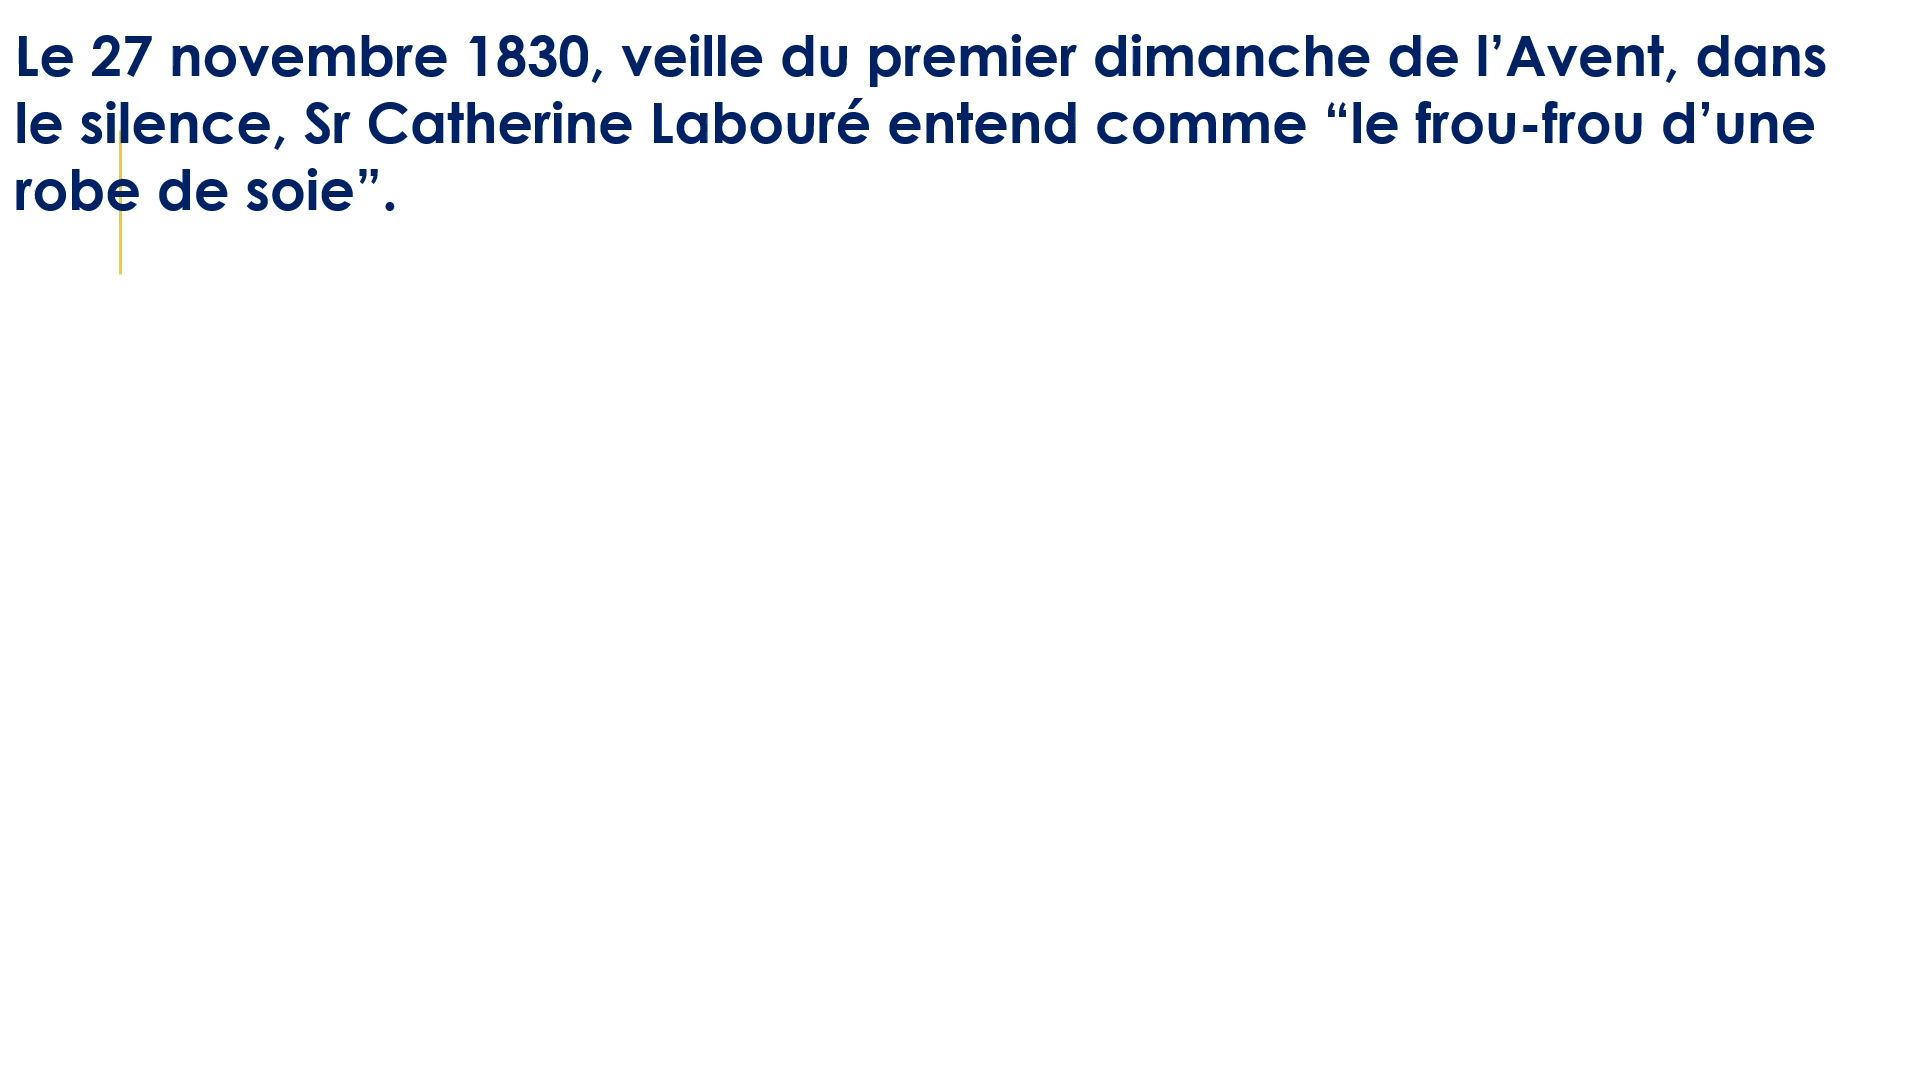 Le 27 novembre 1830, veille du premier dimanche de l’Avent, dans
le silence, Sr Catherine Labouré entend comme “le frou-frou d’une
robe de soie”.